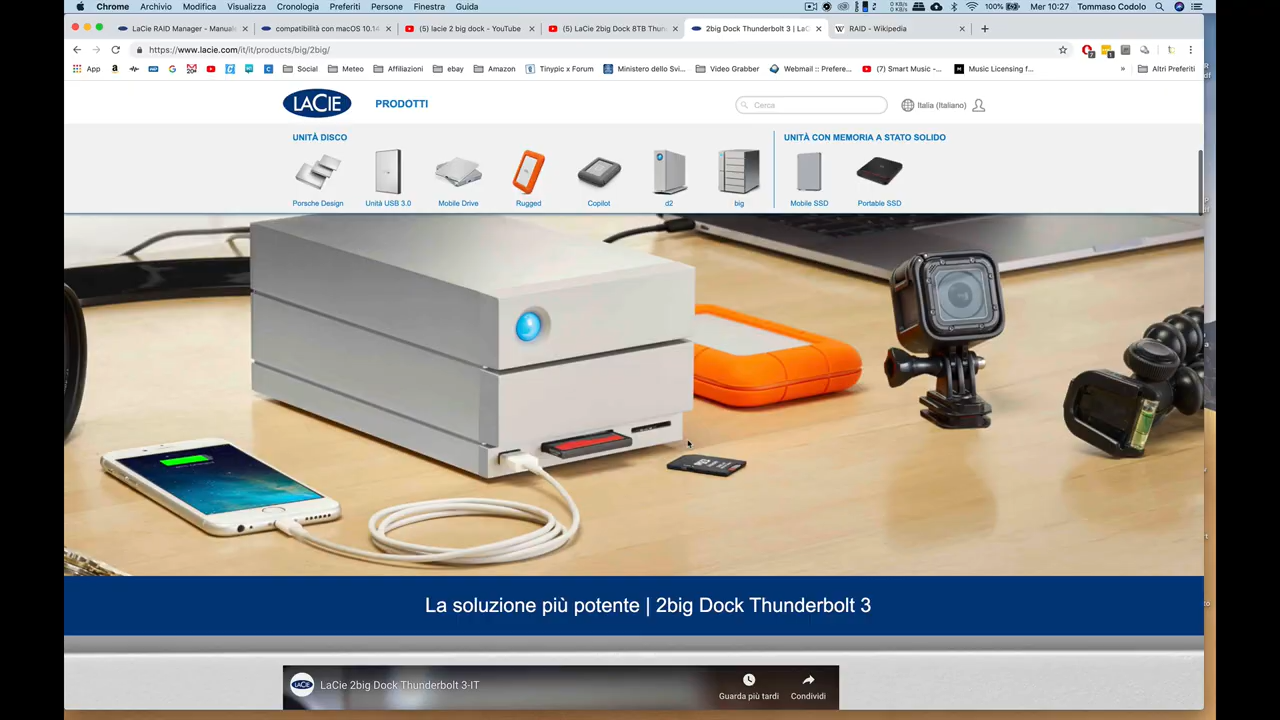 Chrome Archivio Modifica Visualizza Cronologia Preferiti Persone Finestra Guida
0 KB/s
0 KB/s
100% Mer 10:27 Tommaso Codolo
LaCie RAID Manager - Manuale
compatibilità con macOS 10.14
(5) lacie 2 big dock - YouTube
(5) LaCie 2big Dock 8TB Thun
2big Dock Thunderbolt 3 | LaC
RAID - Wikipedia
https://www.lacie.com/it/it/products/big/2big/
App
Social
Meteo
Affiliazioni
ebay
Amazon
Tinypic x Forum
Ministero dello Svi...
Video Grabber
Webmail :: Prefere...
(7) Smart Music -...
Music Licensing f...
»
Altri Preferiti
LACIE
PRODOTTI
Cerca
Italia (Italiano)
UNITÀ DISCO
UNITÀ CON MEMORIA A STATO SOLIDO
Porsche Design
Unità USB 3.0
Mobile Drive
Rugged
Copilot
d2
big
Mobile SSD
Portable SSD
La soluzione più potente | 2big Dock Thunderbolt 3
LACIE
LaCie 2big Dock Thunderbolt 3-IT
Guarda più tardi
Condividi